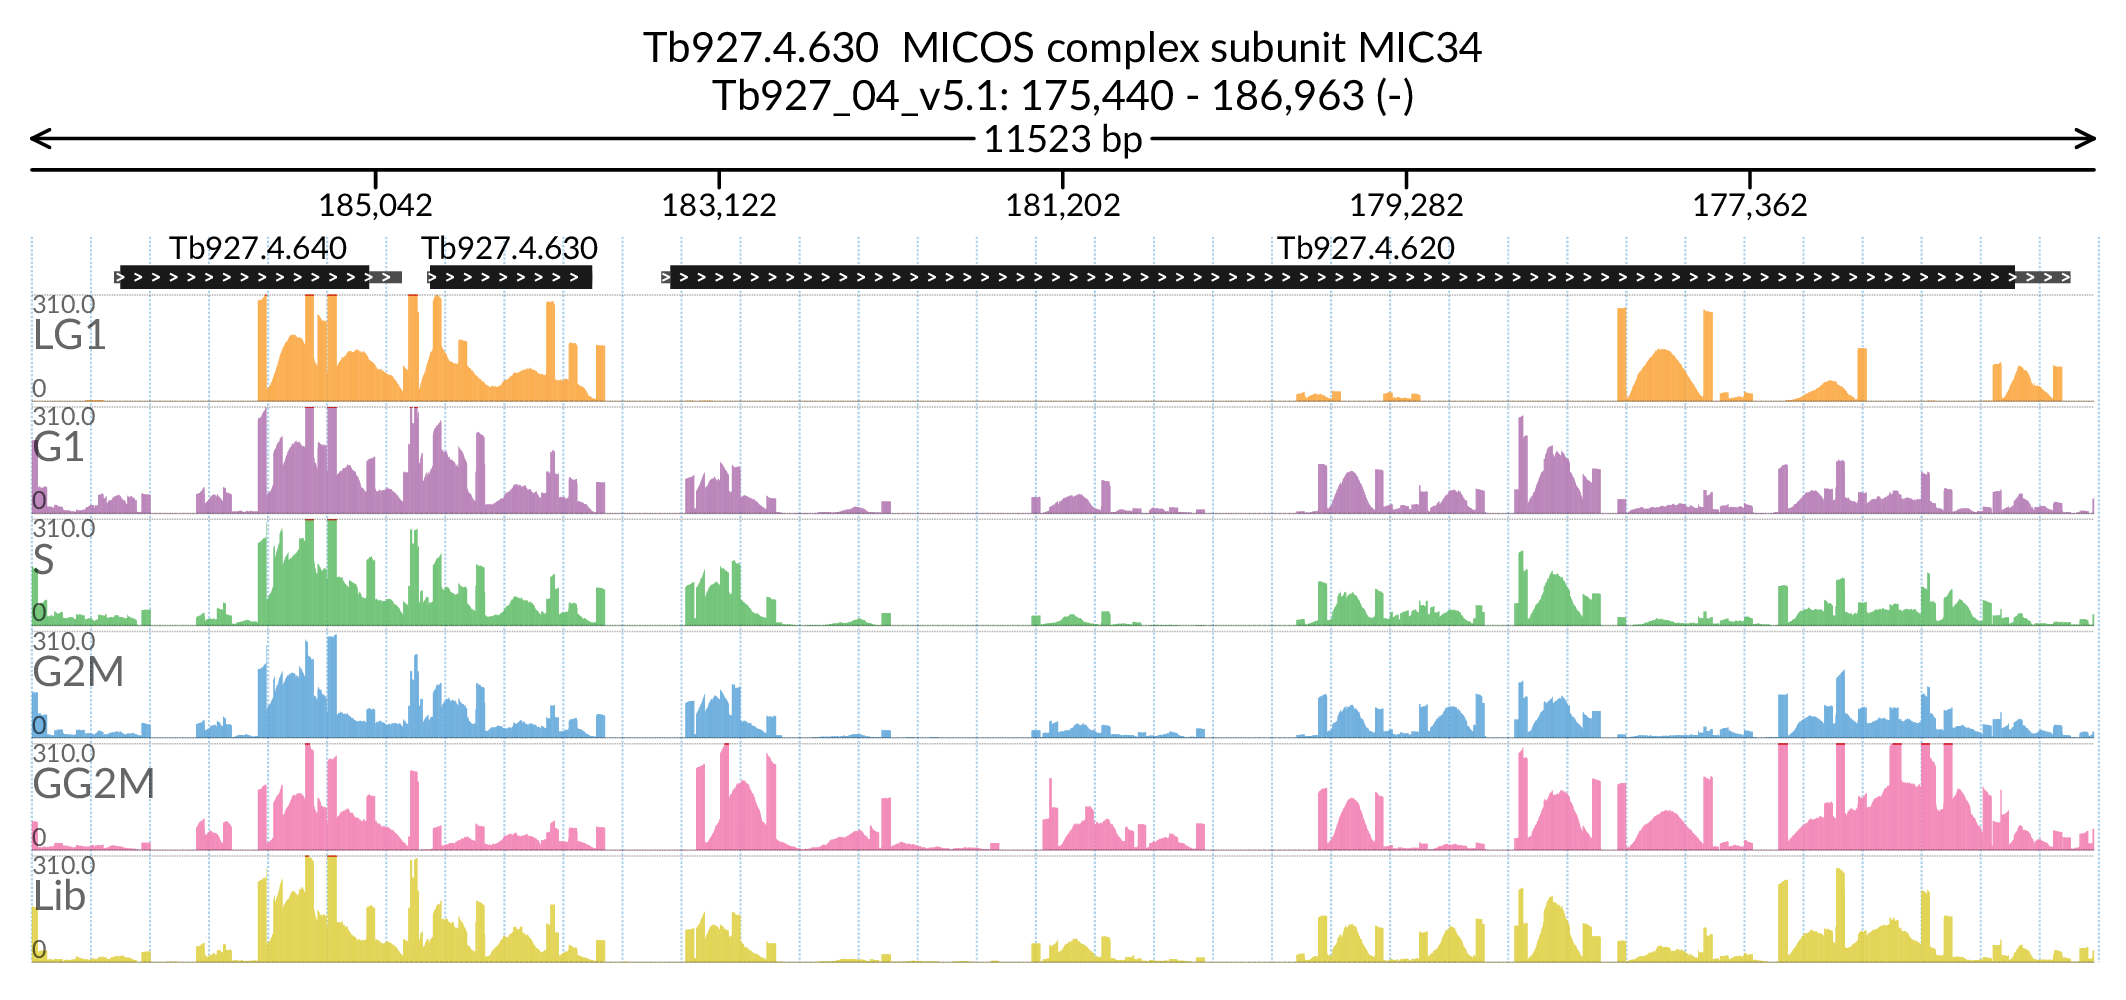 Tb927.4.630  MICOS complex subunit MIC34
Tb927_04_v5.1: 175,440 - 186,963 (-)
11523 bp
185,042 183,122 181,202 179,282 177,362
Tb927.4.640 Tb927.4.630 Tb927.4.620
310.0
LG1
0
310.0
G1
0
310.0
S
0
310.0
G2M
0
310.0
GG2M
0
310.0
Lib
0